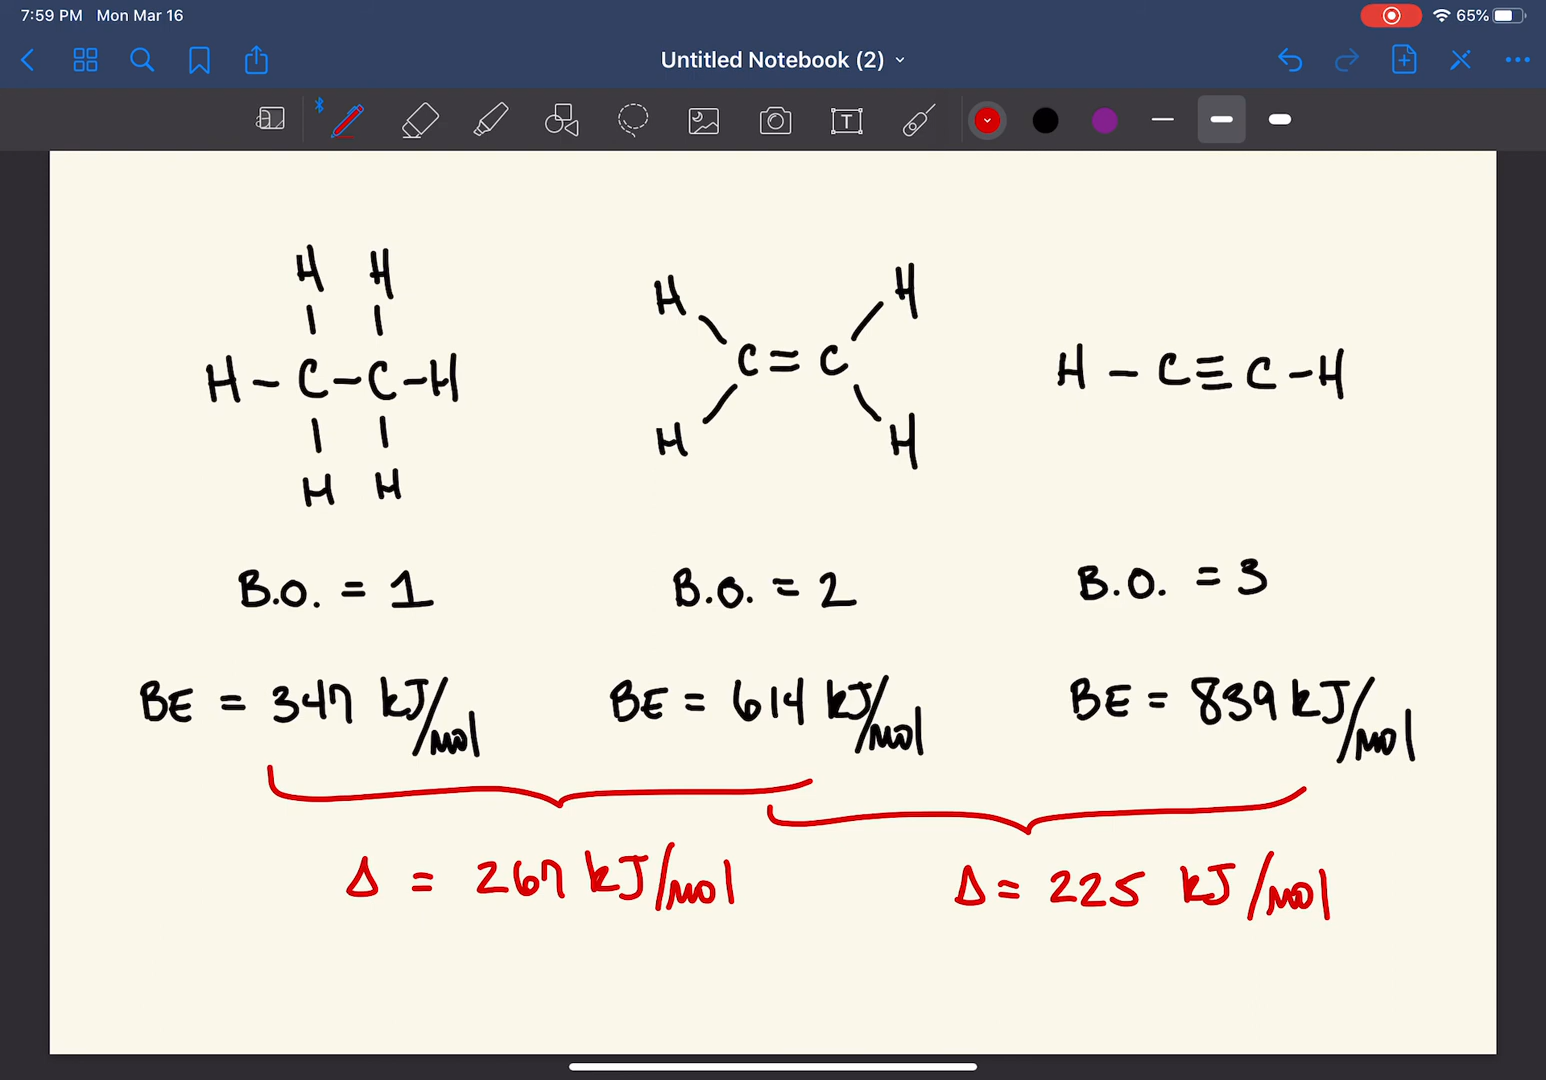 7:59 PM Mon Mar 16
65%
Untitled Notebook (2)
T
H H
H H
H - C - C - H
C = C
H - C ≡ C - H
H H
H H
B.O. = 1
B.O. = 2
B.O. = 3
BE = 347 kJ/mol
BE = 614 kJ/mol
BE = 839 kJ/mol
Δ = 267 kJ/mol
Δ = 225 kJ/mol